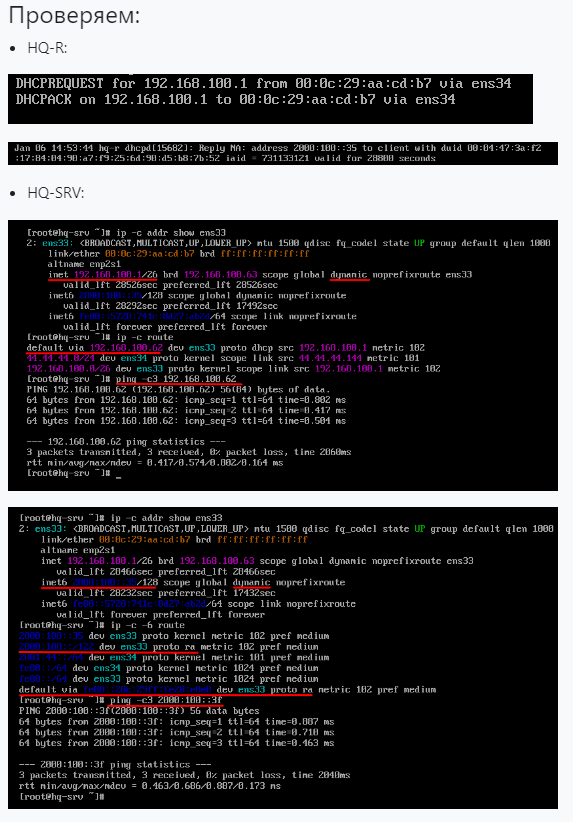 Проверяем:
• HQ-R:
DHCPREQUEST for 192.168.100.1 from 00:0c:29:aa:cd:b7 via ens34
DHCPACK on 192.168.100.1 to 00:0c:29:aa:cd:b7 via ens34
Jan 06 14:53:44 hq-r dhcpd[15682]: Reply NA: address 2000:100::35 to client with duid 00:04:47:3a:f2
:17:84:04:90:a7:f9:25:6d:90:d5:b8:7b:52 iaid = 731133121 valid for 28800 seconds
• HQ-SRV:
[root@hq-srv ~]# ip -c addr show ens33
2: ens33: <BROADCAST,MULTICAST,UP,LOWER_UP> mtu 1500 qdisc fq_codel state UP group default qlen 1000
link/ether 00:0c:29:aa:cd:b7 brd ff:ff:ff:ff:ff:ff
altname enp2s1
inet 192.168.100.1/26 brd 192.168.100.63 scope global dynamic noprefixroute ens33
valid_lft 28526sec preferred_lft 28526sec
inet6 /128 scope global dynamic noprefixroute
valid_lft 28292sec preferred_lft 17492sec
inet6 /64 scope link noprefixroute
valid_lft forever preferred_lft forever
[root@hq-srv ~]# ip -c route
default via 192.168.100.62 dev ens33 proto dhcp src 192.168.100.1 metric 102
44.44.44.0/24 dev ens34 proto kernel scope link src 44.44.44.144 metric 101
192.168.100.0/26 dev ens33 proto kernel scope link src 192.168.100.1 metric 102
[root@hq-srv ~]# ping -c3 192.168.100.62
PING 192.168.100.62 (192.168.100.62) 56(84) bytes of data.
64 bytes from 192.168.100.62: icmp_seq=1 ttl=64 time=0.802 ms
64 bytes from 192.168.100.62: icmp_seq=2 ttl=64 time=0.417 ms
64 bytes from 192.168.100.62: icmp_seq=3 ttl=64 time=0.504 ms
--- 192.168.100.62 ping statistics ---
3 packets transmitted, 3 received, 0% packet loss, time 2060ms
rtt min/avg/max/mdev = 0.417/0.574/0.802/0.164 ms
[root@hq-srv ~]# _
[root@hq-srv ~]# ip -c addr show ens33
2: ens33: <BROADCAST,MULTICAST,UP,LOWER_UP> mtu 1500 qdisc fq_codel state UP group default qlen 1000
link/ether 00:0c:29:aa:cd:b7 brd ff:ff:ff:ff:ff:ff
altname enp2s1
inet 192.168.100.1/26 brd 192.168.100.63 scope global dynamic noprefixroute ens33
valid_lft 28466sec preferred_lft 28466sec
inet6 /128 scope global dynamic noprefixroute
valid_lft 28232sec preferred_lft 17432sec
inet6 /64 scope link noprefixroute
valid_lft forever preferred_lft forever
[root@hq-srv ~]# ip -c -6 route
2000:100::35 dev ens33 proto kernel metric 102 pref medium
dev ens33 proto ra metric 102 pref medium
dev ens34 proto kernel metric 101 pref medium
fe80::/64 dev ens34 proto kernel metric 1024 pref medium
fe80::/64 dev ens33 proto kernel metric 1024 pref medium
default via dev ens33 proto ra metric 102 pref medium
[root@hq-srv ~]# ping -c3 2000:100::3f
PING 2000:100::3f(2000:100::3f) 56 data bytes
64 bytes from 2000:100::3f: icmp_seq=1 ttl=64 time=0.887 ms
64 bytes from 2000:100::3f: icmp_seq=2 ttl=64 time=0.710 ms
64 bytes from 2000:100::3f: icmp_seq=3 ttl=64 time=0.463 ms
--- 2000:100::3f ping statistics ---
3 packets transmitted, 3 received, 0% packet loss, time 2040ms
rtt min/avg/max/mdev = 0.463/0.686/0.887/0.173 ms
[root@hq-srv ~]#